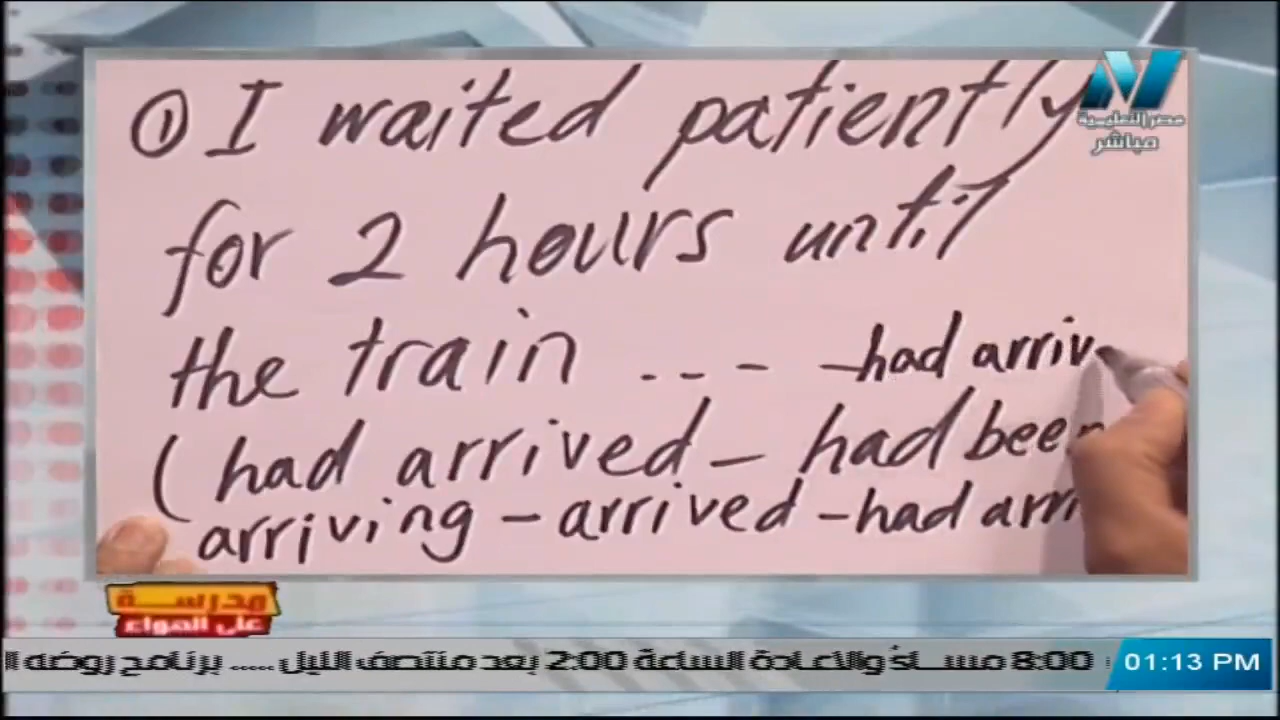 ① I waited patiently
for 2 hours until
the train .... - had arriv
( had arrived - had been
arriving - arrived - had arri
مصر التعليمية
مباشر
مدرسة
على الهواء
8:00 مساءً والاعادة الساعة 2:00 بعد منتصف الليل ..... برنامج روضة ال
01:13 PM